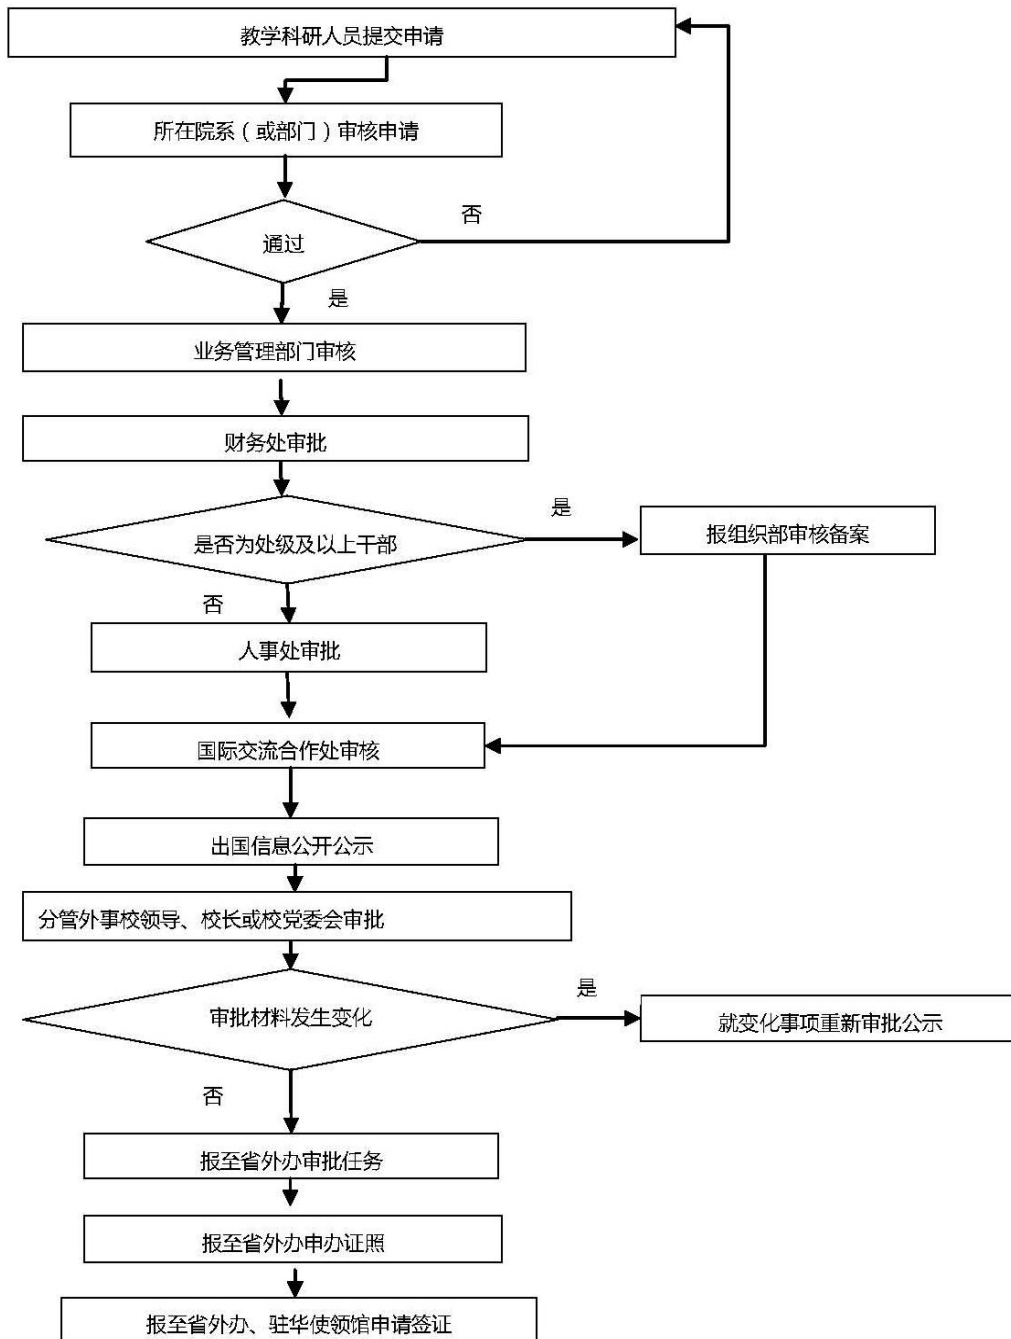 教学科研人员提交申请
所在院系（或部门）审核申请
否
通过
是
业务管理部门审核
财务处审批
是
是否为处级及以上干部
报组织部审核备案
否
人事处审批
国际交流合作处审核
出国信息公开公示
分管外事校领导、校长或校党委会审批
是
审批材料发生变化
就变化事项重新审批公示
否
报至省外办审批任务
报至省外办申办证照
报至省外办、驻华使领馆申请签证